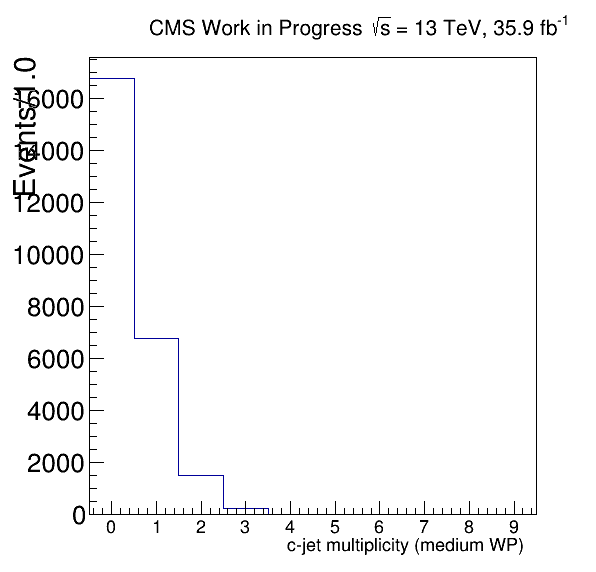 CMS Work in Progress √s = 13 TeV, 35.9 fb⁻¹
Events/1.0
16000
14000
12000
10000
8000
6000
4000
2000
0
0 1 2 3 4 5 6 7 8 9
c-jet multiplicity (medium WP)